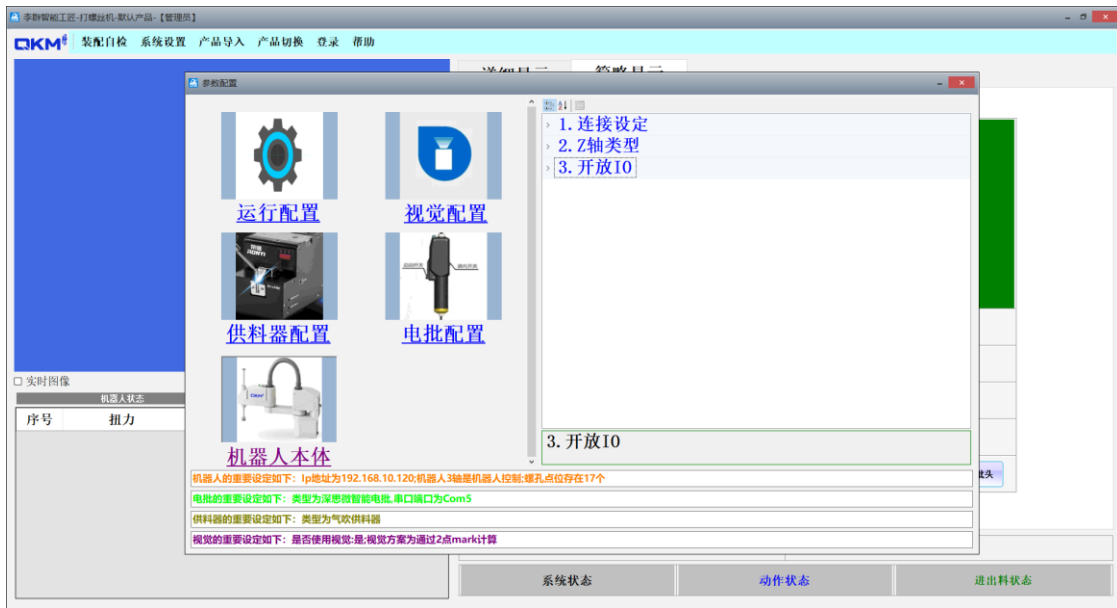 李群智能工匠-打螺丝机-默认产品-【管理员】
QKM 装配自检 系统设置 产品导入 产品切换 登录 帮助
详细显示 简略显示
参数配置
1. 连接设定
2. Z轴类型
3. 开放IO
运行配置 视觉配置
供料器配置 电批配置
QKM
机器人本体
3. 开放IO
实时图像
机器人状态
序号 扭力
批头
机器人的重要设定如下：Ip地址为192.168.10.120;机器人3轴是机器人控制;螺孔点位存在17个
电批的重要设定如下：类型为深思微智能电批,串口端口为Com5
供料器的重要设定如下：类型为气吹供料器
视觉的重要设定如下：是否使用视觉:是;视觉方案为通过2点mark计算
系统状态 动作状态 进出料状态